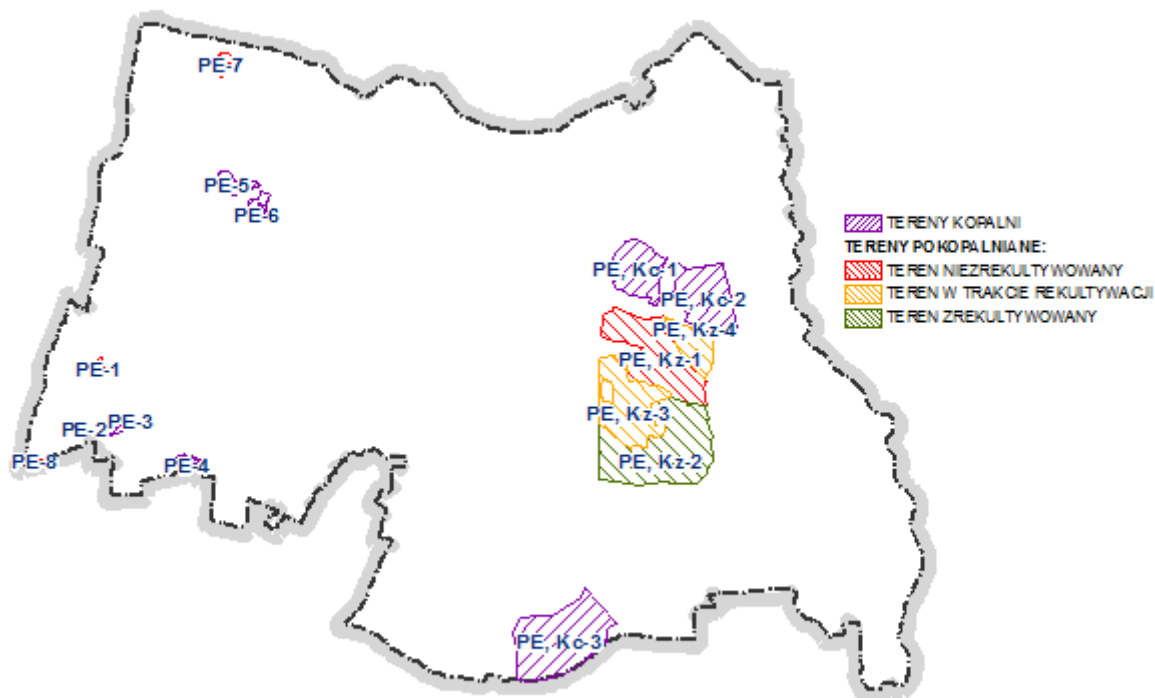 PE-7
PE-5
PE-6
PE, Kc-1
PE, Kc-2
PE, Kz-4
PE, Kz-1
PE-1
PE, Kz-3
PE-3
PE-2
PE-8
PE-4
PE, Kz-2
PE, Kc-3
TERENY KOPALNI
TERENY POKOPALNIANE:
TEREN NIEZREKULTYWOWANY
TEREN W TRAKCIE REKULTYWACJI
TEREN ZREKULTYWOWANY